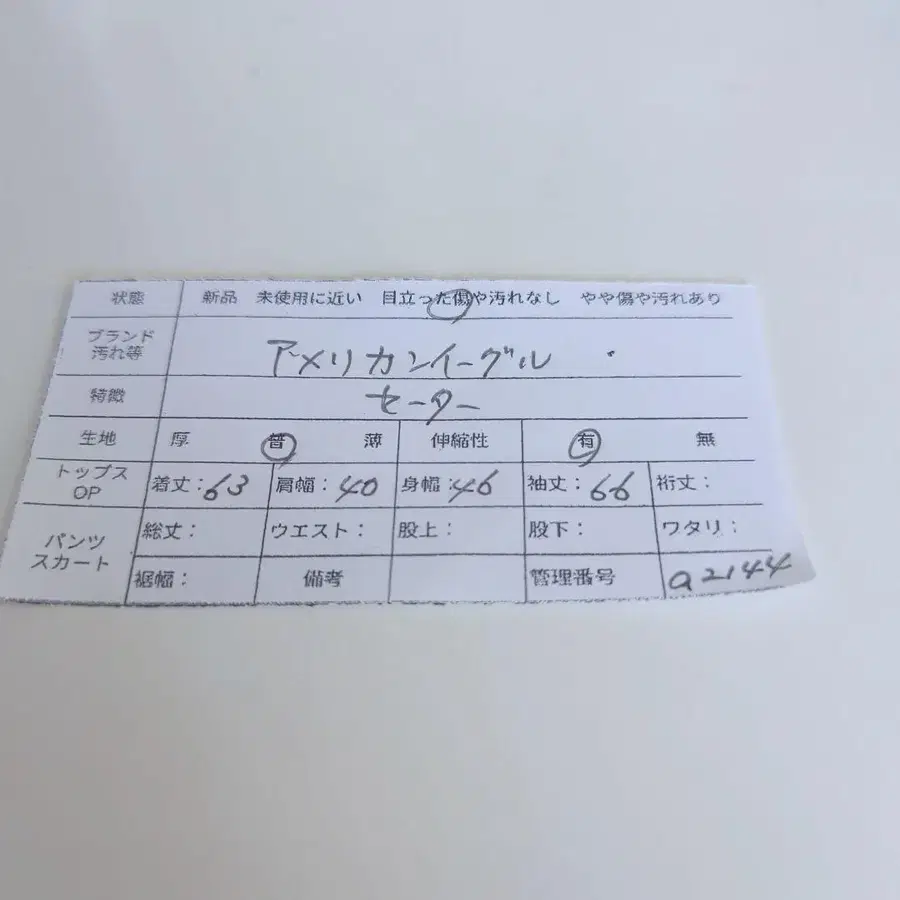 状態 新品 未使用に近い 目立った傷や汚れなし やや傷や汚れあり
ブランド
汚れ等 アメリカンイーグル
特徴 セーター
生地 厚 普 薄 伸縮性 有 無
トップス
OP 着丈：63 肩幅：40 身幅：46 袖丈：66 裄丈：
パンツ
スカート 総丈： ウエスト： 股上： 股下： ワタリ：
裾幅： 備考 管理番号 a2144